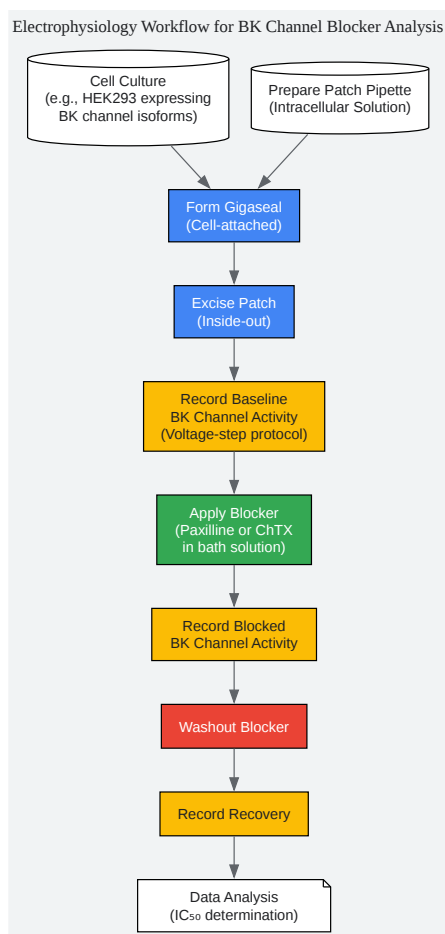 Electrophysiology Workflow for BK Channel Blocker Analysis
Cell Culture
(e.g., HEK293 expressing
BK channel isoforms)
Prepare Patch Pipette
(Intracellular Solution)
Form Gigaseal
(Cell-attached)
Excise Patch
(Inside-out)
Record Baseline
BK Channel Activity
(Voltage-step protocol)
Apply Blocker
(Paxilline or ChTX
in bath solution)
Record Blocked
BK Channel Activity
Washout Blocker
Record Recovery
Data Analysis
(IC₅₀ determination)